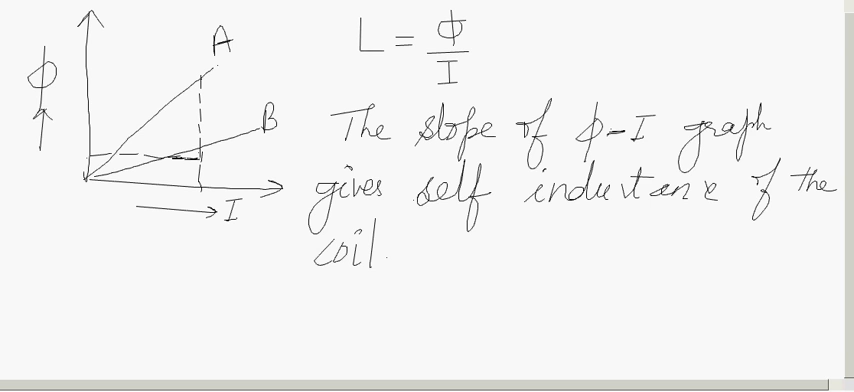 A
L = ϕ/I
ϕ
B
The slope of ϕ-I graph
gives self inductance of the
I
coil.